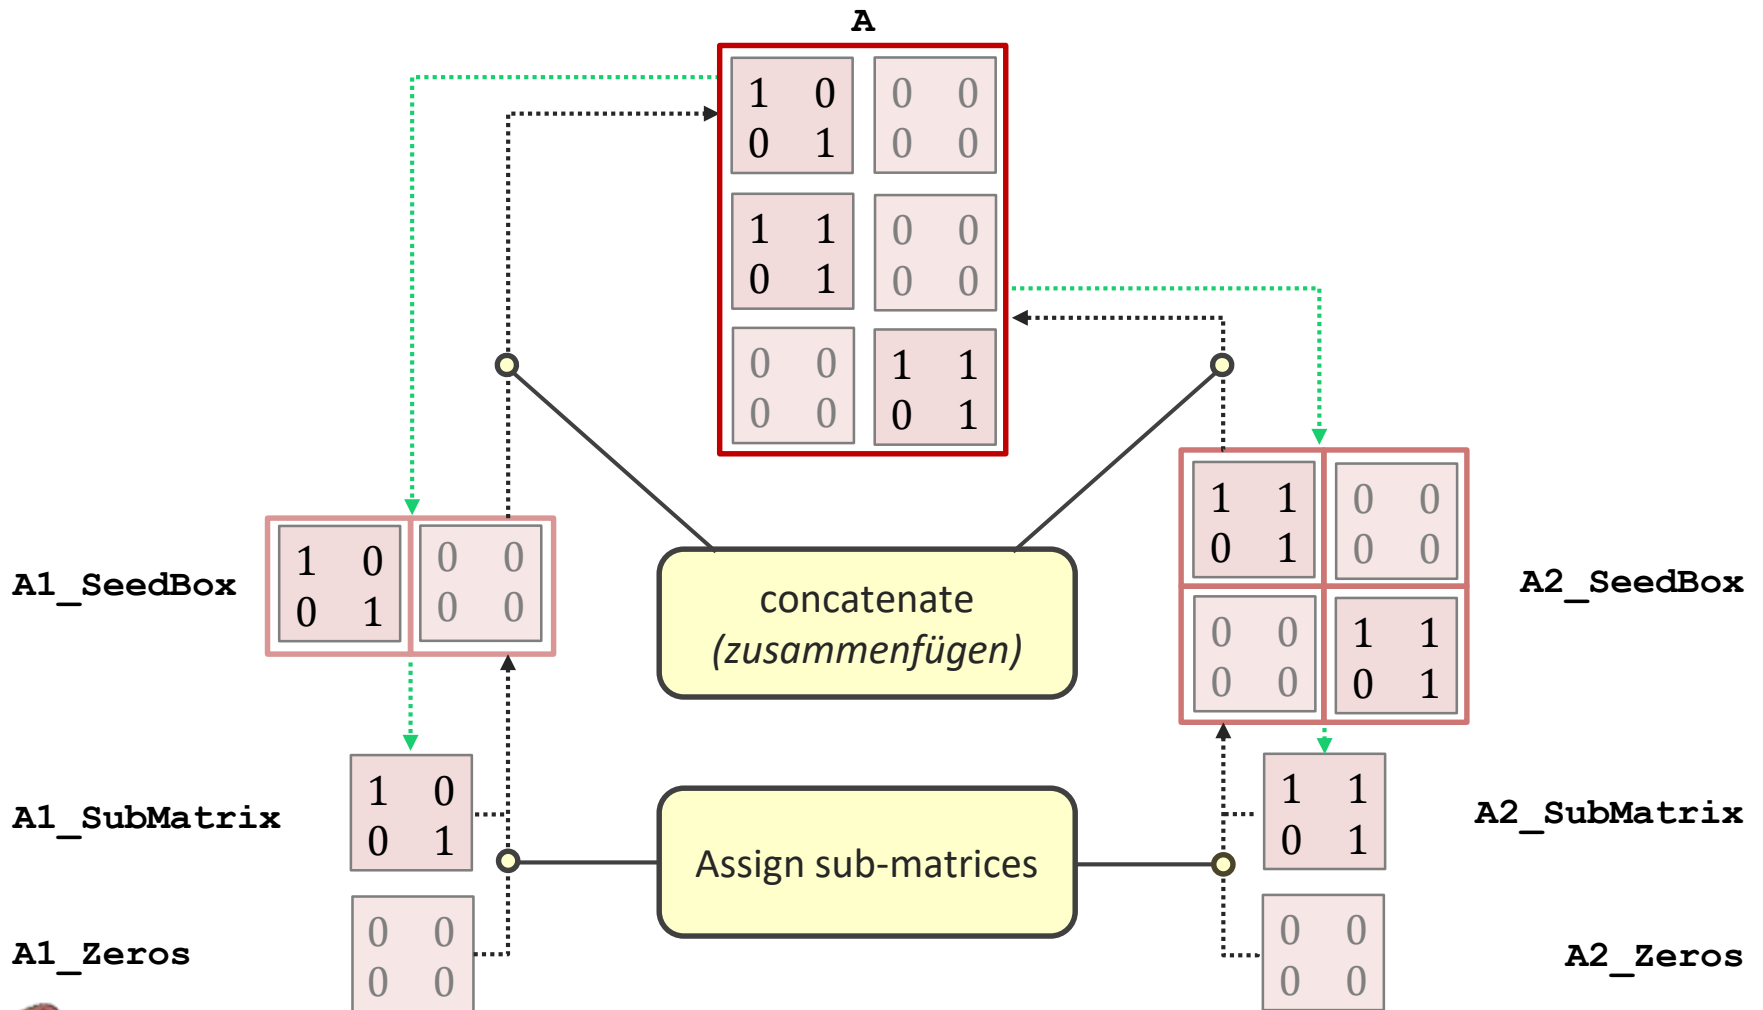 A
1 0 0 0
0 1 0 0
1 1 0 0
0 1 0 0
0 0 1 1
0 0 0 1
A1_SeedBox
1 0 0 0
0 1 0 0
concatenate
(zusammenfügen)
1 1 0 0
0 1 0 0
0 0 1 1
0 0 0 1
A2_SeedBox
A1_SubMatrix
1 0
0 1
Assign sub-matrices
1 1
0 1
A2_SubMatrix
A1_Zeros
0 0
0 0
0 0
0 0
A2_Zeros